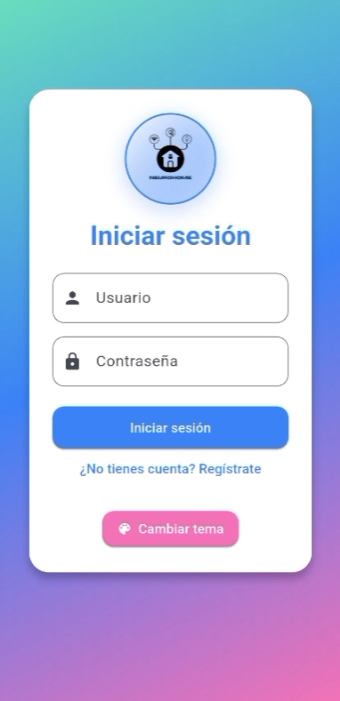 Iniciar sesión
Usuario
Contraseña
Iniciar sesión
¿No tienes cuenta? Regístrate
Cambiar tema